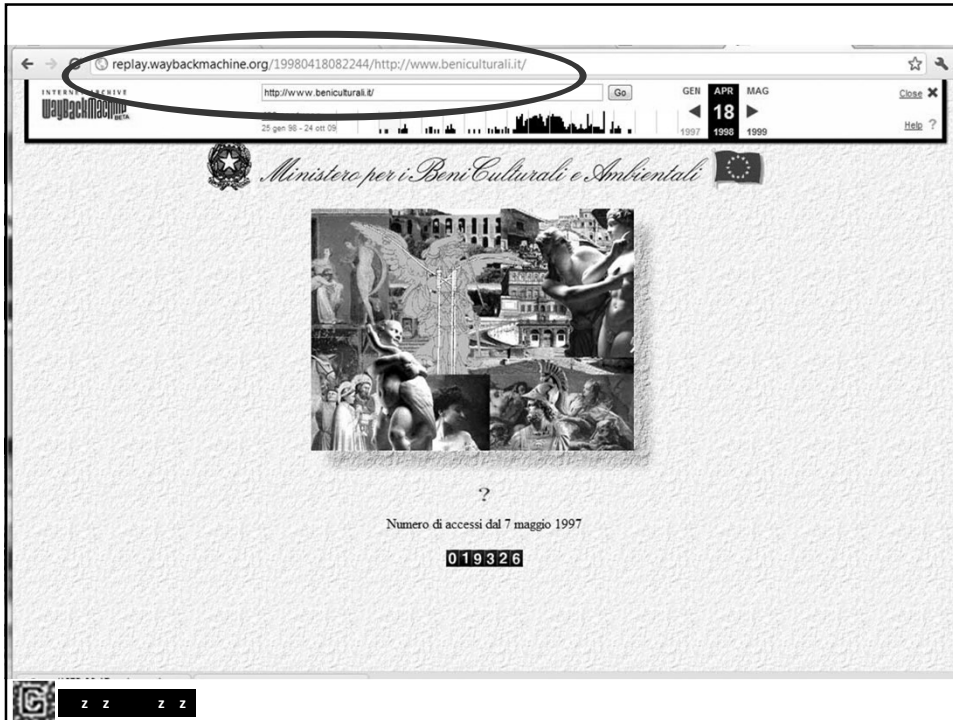 replay.waybackmachine.org/19980418082244/http://www.beniculturali.it/
INTERNET ARCHIVE
WayBackMachine BETA
http://www.beniculturali.it/ Go
GEN APR MAG
Close
18
25 gen 98 - 24 ott 09
1997 1998 1999
Help ?
Ministero per i Beni Culturali e Ambientali
?
Numero di accessi dal 7 maggio 1997
019326
z z z z